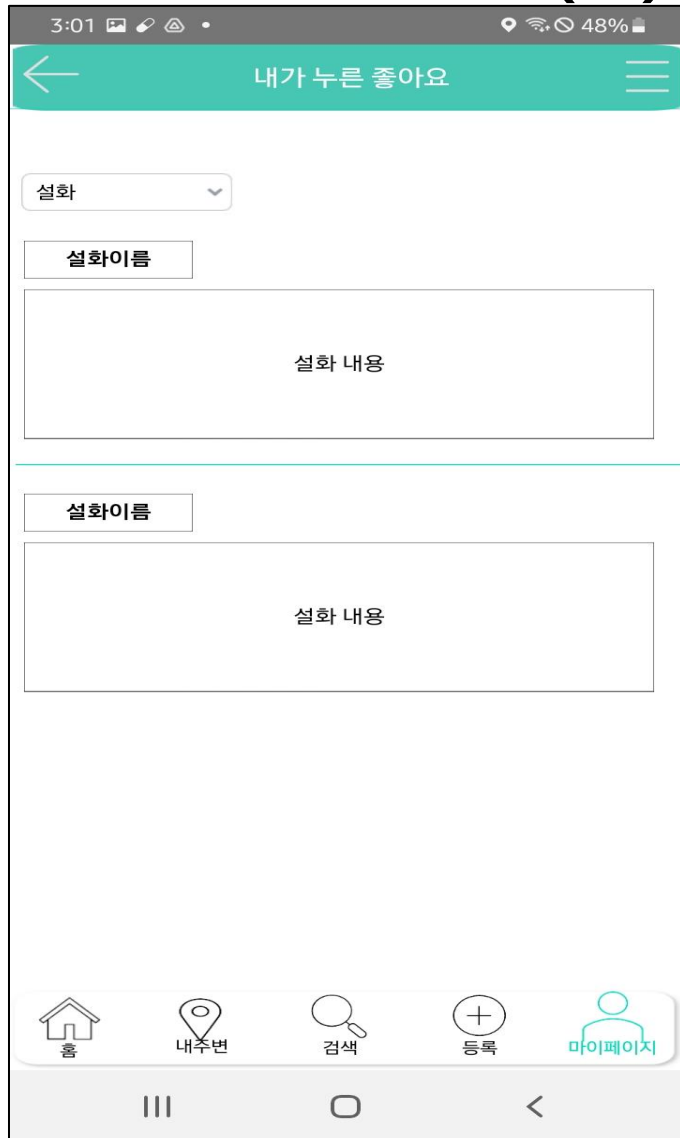 3:01 48%
내가 누른 좋아요
설화
설화이름
설화 내용
설화이름
설화 내용
홈 내주변 검색 등록 마이페이지